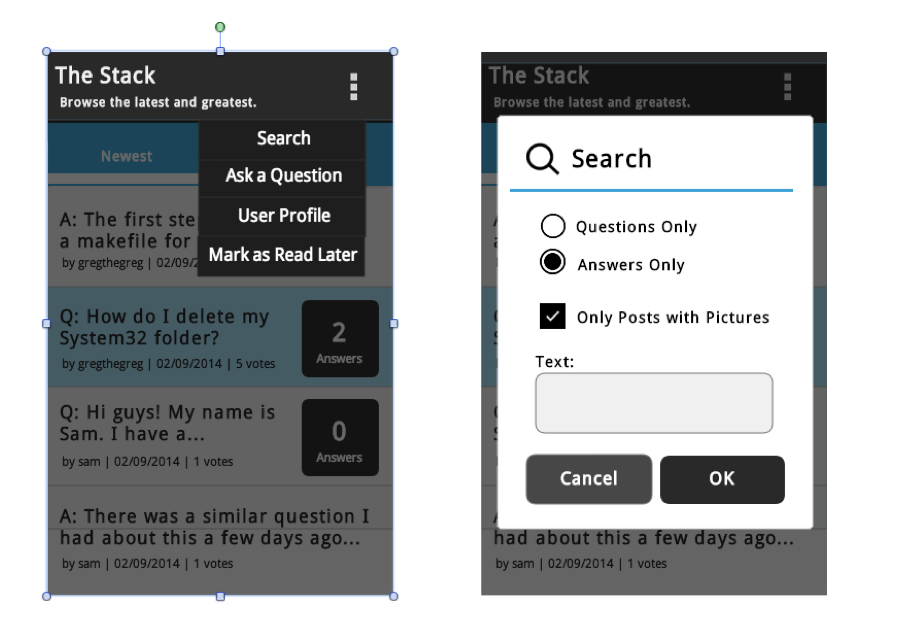 The Stack
Browse the latest and greatest.
Newest
Search
Ask a Question
User Profile
Mark as Read Later
A: The first ste
a makefile for
by gregthegreg | 02/09/2
Q: How do I delete my
System32 folder?
by gregthegreg | 02/09/2014 | 5 votes
2
Answers
Q: Hi guys! My name is
Sam. I have a...
by sam | 02/09/2014 | 1 votes
0
Answers
A: There was a similar question I
had about this a few days ago...
by sam | 02/09/2014 | 1 votes
The Stack
Browse the latest and greatest.
Search
Questions Only
Answers Only
Only Posts with Pictures
Text:
Cancel
OK
had about this a few days ago...
by sam | 02/09/2014 | 1 votes